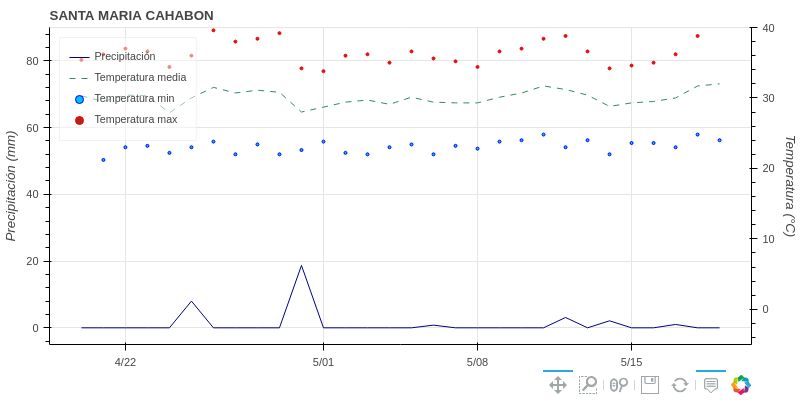 SANTA MARIA CAHABON
Precipitación
Temperatura media
Temperatura min
Temperatura max
Precipitación (mm)
80
60
40
20
0
40
30
20
10
0
Temperatura (°C)
4/22
5/01
5/08
5/15